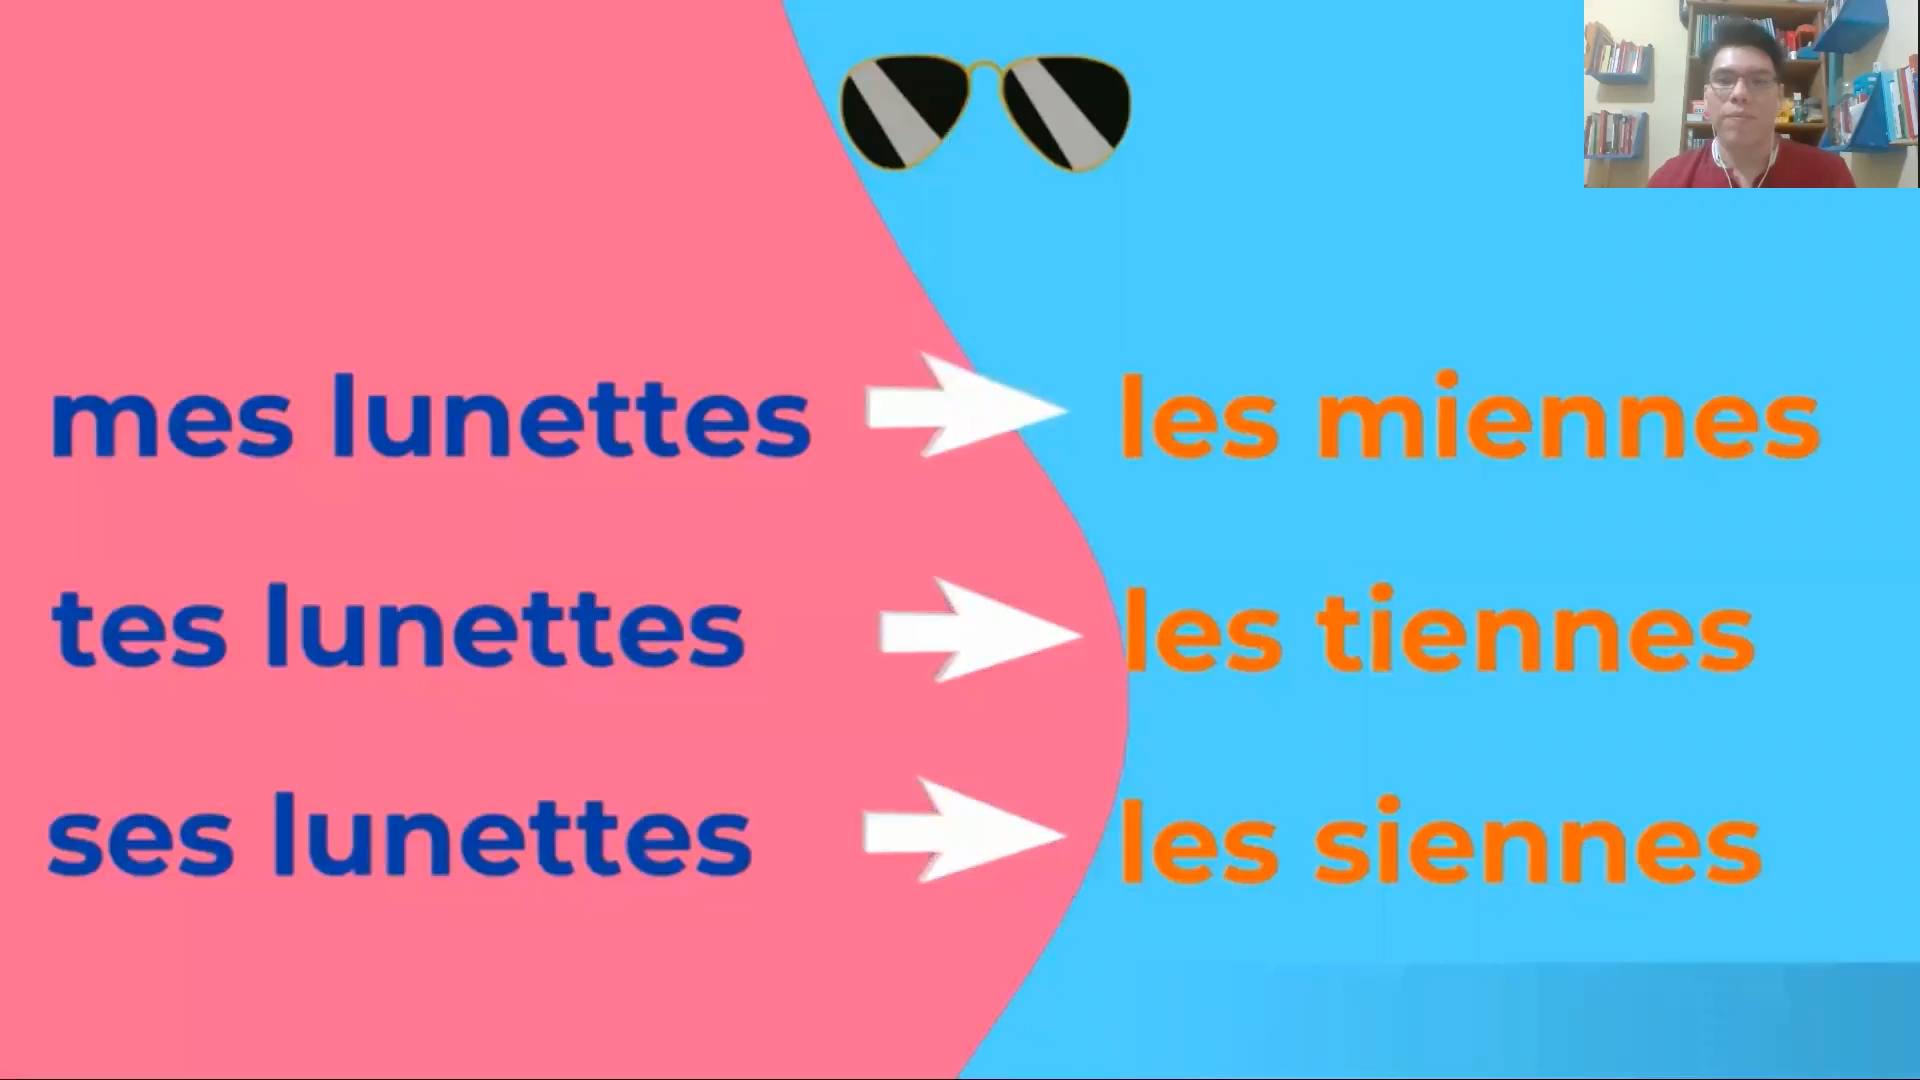 mes lunettes les miennes
tes lunettes les tiennes
ses lunettes les siennes